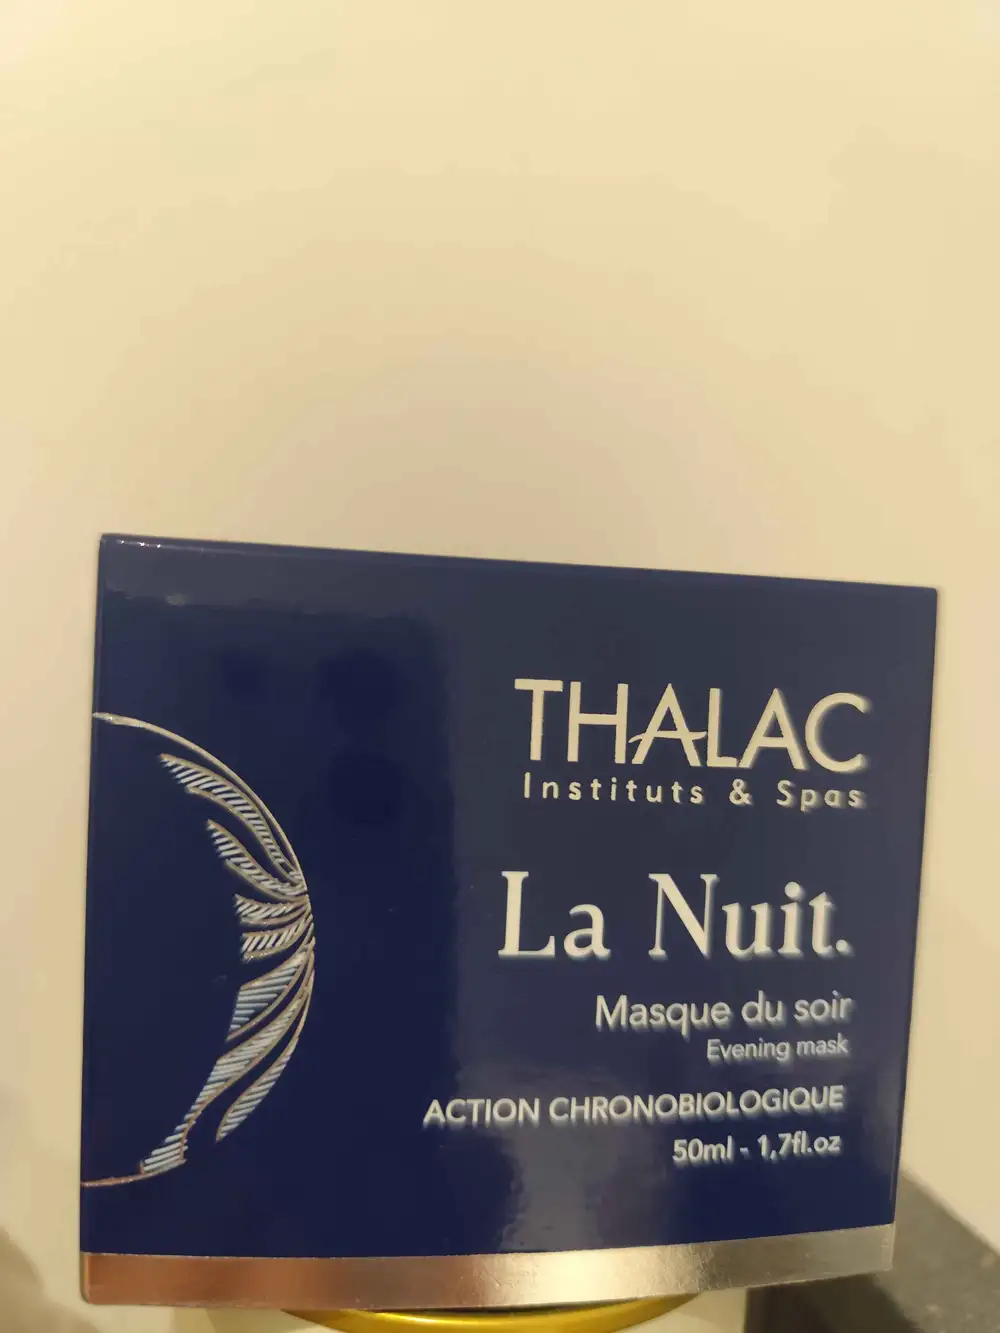 THALAC
Instituts & Spas
La Nuit.
Masque du soir
Evening mask
ACTION CHRONOBIOLOGIQUE
50ml - 1,7fl.oz